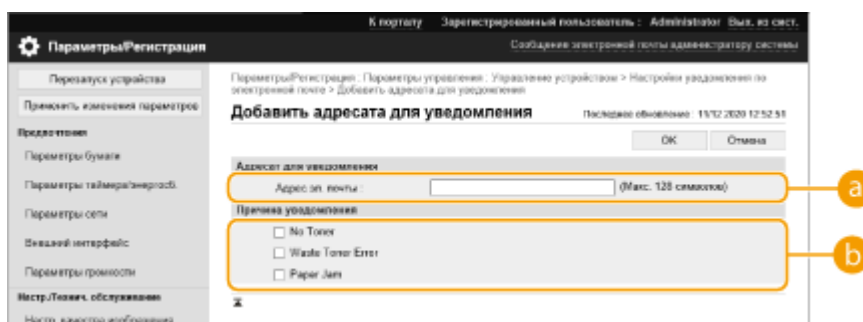 К порталу Зарегистрированный пользователь : Administrator Вып. из сист.
Параметры/Регистрация
Сообщение электронной почты администратору системы
Перезапуск устройства
Применить изменения параметров
Предпочтения
Параметры бумаги
Параметры таймера/энергосб.
Параметры сети
Внешний интерфейс
Параметры громкости
Настр./Технич. обслуживание
Настр. качества изображения
Параметры/Регистрация : Параметры управления : Управление устройством > Настройки уведомления по
электронной почте > Добавить адресата для уведомления
Добавить адресата для уведомления
Последнее обновление : 11/12 2020 12:52:51
OK Отмена
Адресат для уведомления
Адрес эл. почты :
(Макс. 128 символов)
a
Причина уведомления
No Toner
Waste Toner Error
Paper Jam
b